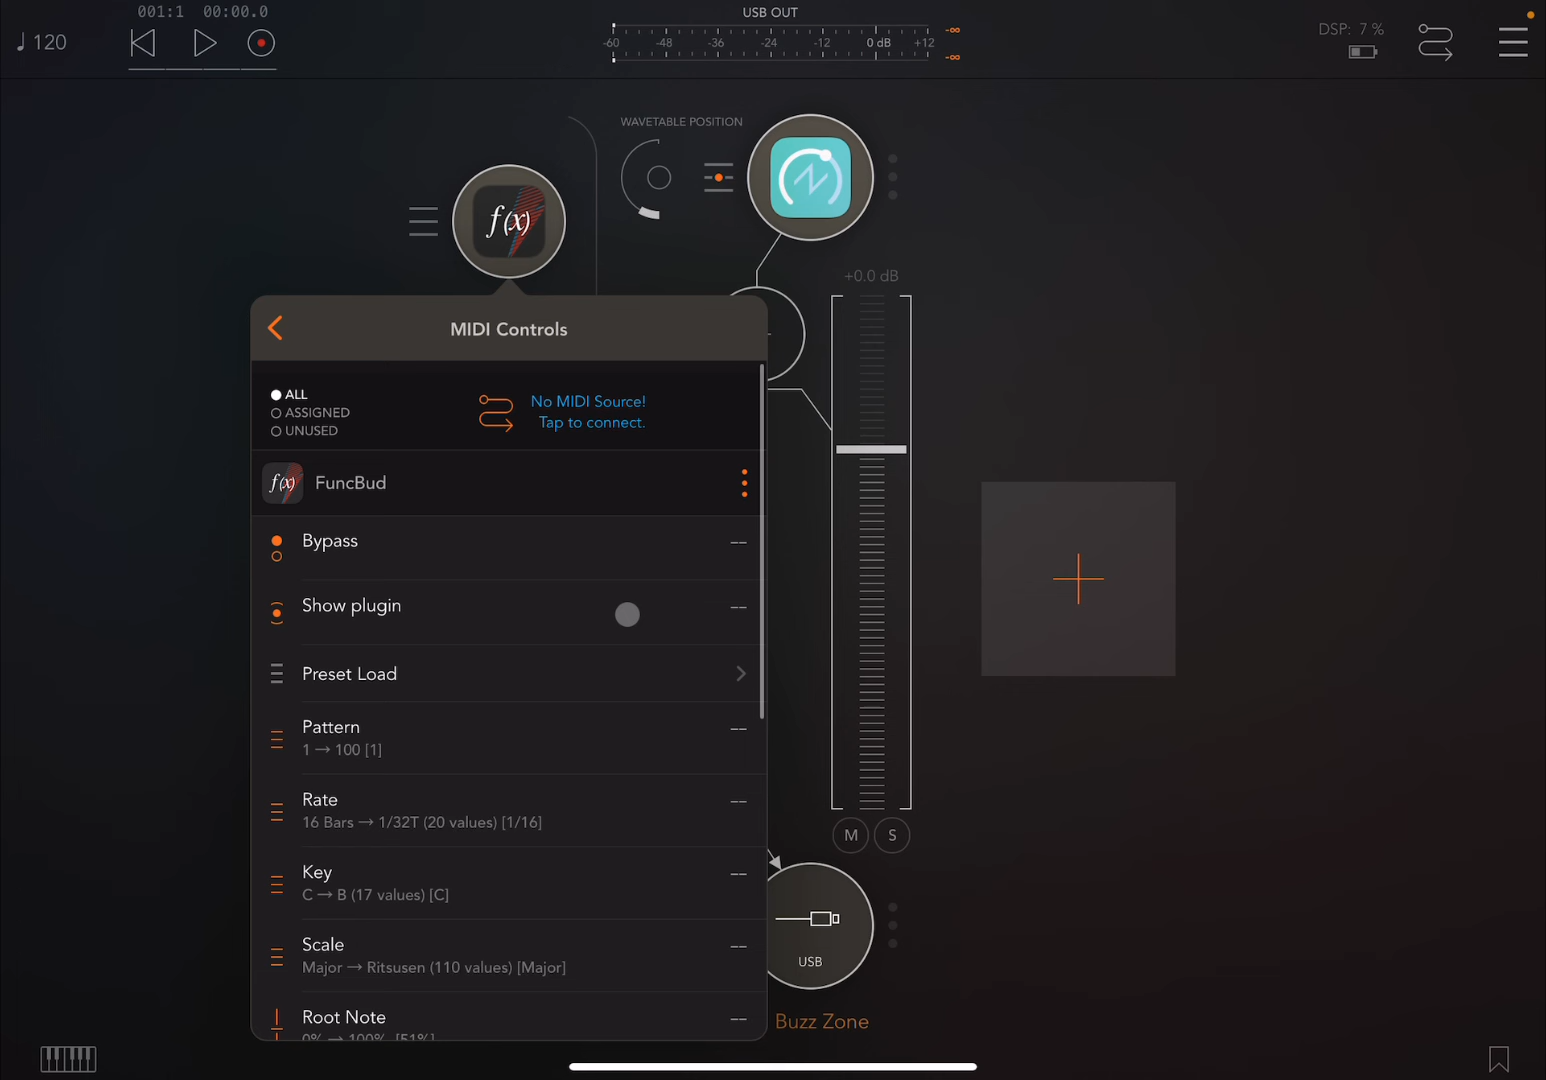 001:1 00:00.0
♩ 120
USB OUT
-60 -48 -36 -24 -12 0 dB +12
-∞
-∞
DSP: 7 %
WAVETABLE POSITION
f(x)
+0.0 dB
MIDI Controls
ALL
ASSIGNED
UNUSED
No MIDI Source!
Tap to connect.
f(x) FuncBud
Bypass --
Show plugin --
Preset Load
Pattern --
1 → 100 [1]
Rate --
16 Bars → 1/32T (20 values) [1/16]
Key --
C → B (17 values) [C]
Scale --
Major → Ritsusen (110 values) [Major]
Root Note --
0% → 100% [51%]
M S
USB
Buzz Zone